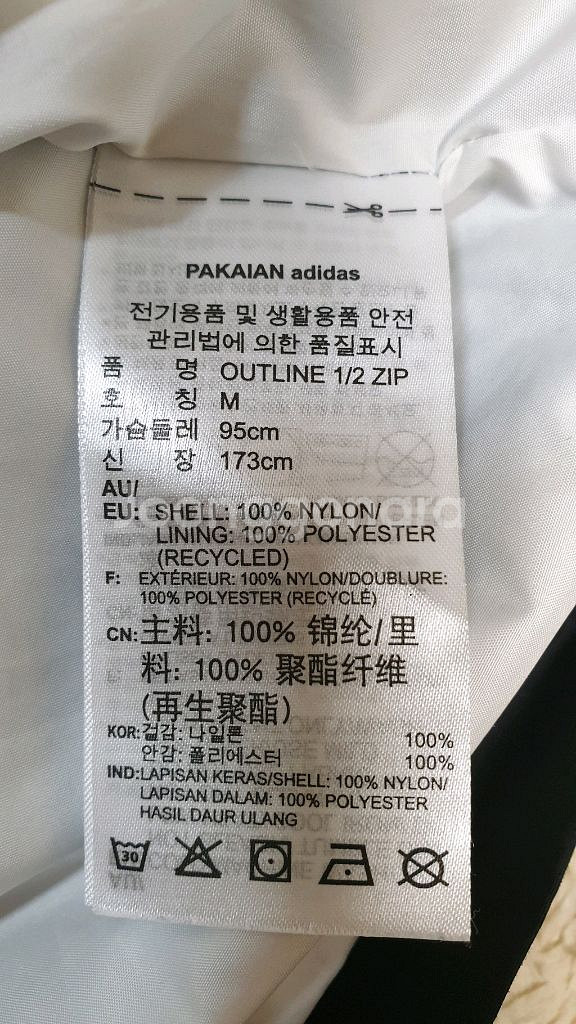 PAKAIAN adidas
전기용품 및 생활용품 안전
관리법에 의한 품질표시
품 명 OUTLINE 1/2 ZIP
호 칭 M
가슴둘레 95cm
신 장 173cm
AU/
EU: SHELL: 100% NYLON/
LINING: 100% POLYESTER
(RECYCLED)
F: EXTÉRIEUR: 100% NYLON/DOUBLURE:
100% POLYESTER (RECYCLÉ)
CN: 主料: 100% 锦纶/里
料: 100% 聚酯纤维
(再生聚酯)
KOR: 겉감: 나일론 100%
안감: 폴리에스터 100%
IND: LAPISAN KERAS/SHELL: 100% NYLON/
LAPISAN DALAM: 100% POLYESTER
HASIL DAUR ULANG
30